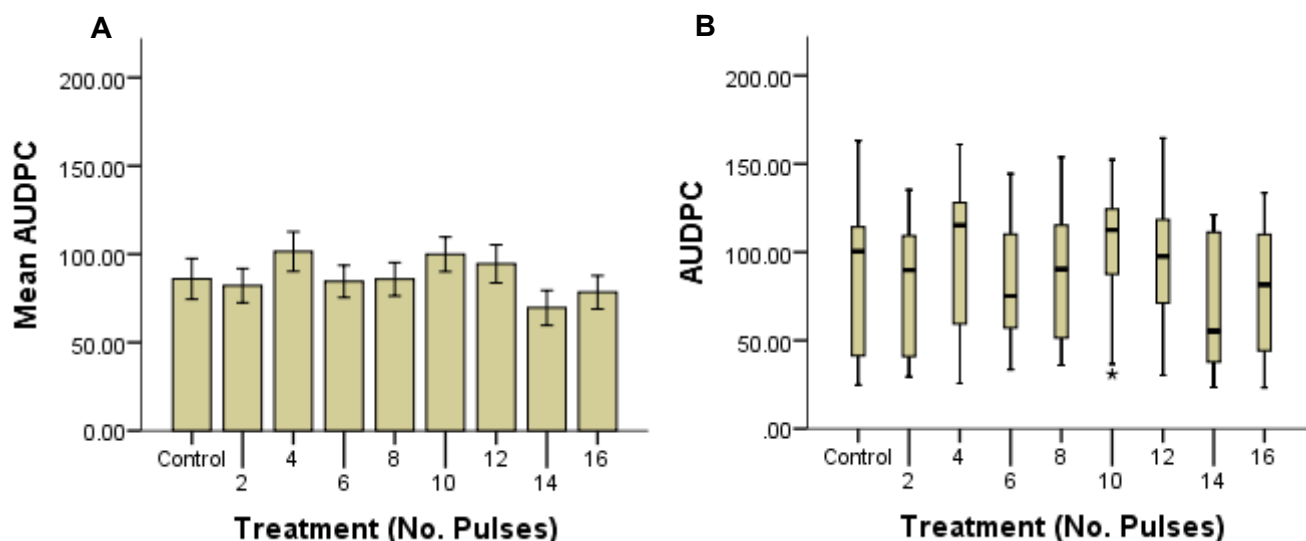 A
200.00
150.00
100.00
50.00
0.00
Mean AUDPC
Control 4 8 12 16
2 6 10 14
Treatment (No. Pulses)
B
200.00
150.00
100.00
50.00
.00
AUDPC
*
Control 4 8 12 16
2 6 10 14
Treatment (No. Pulses)